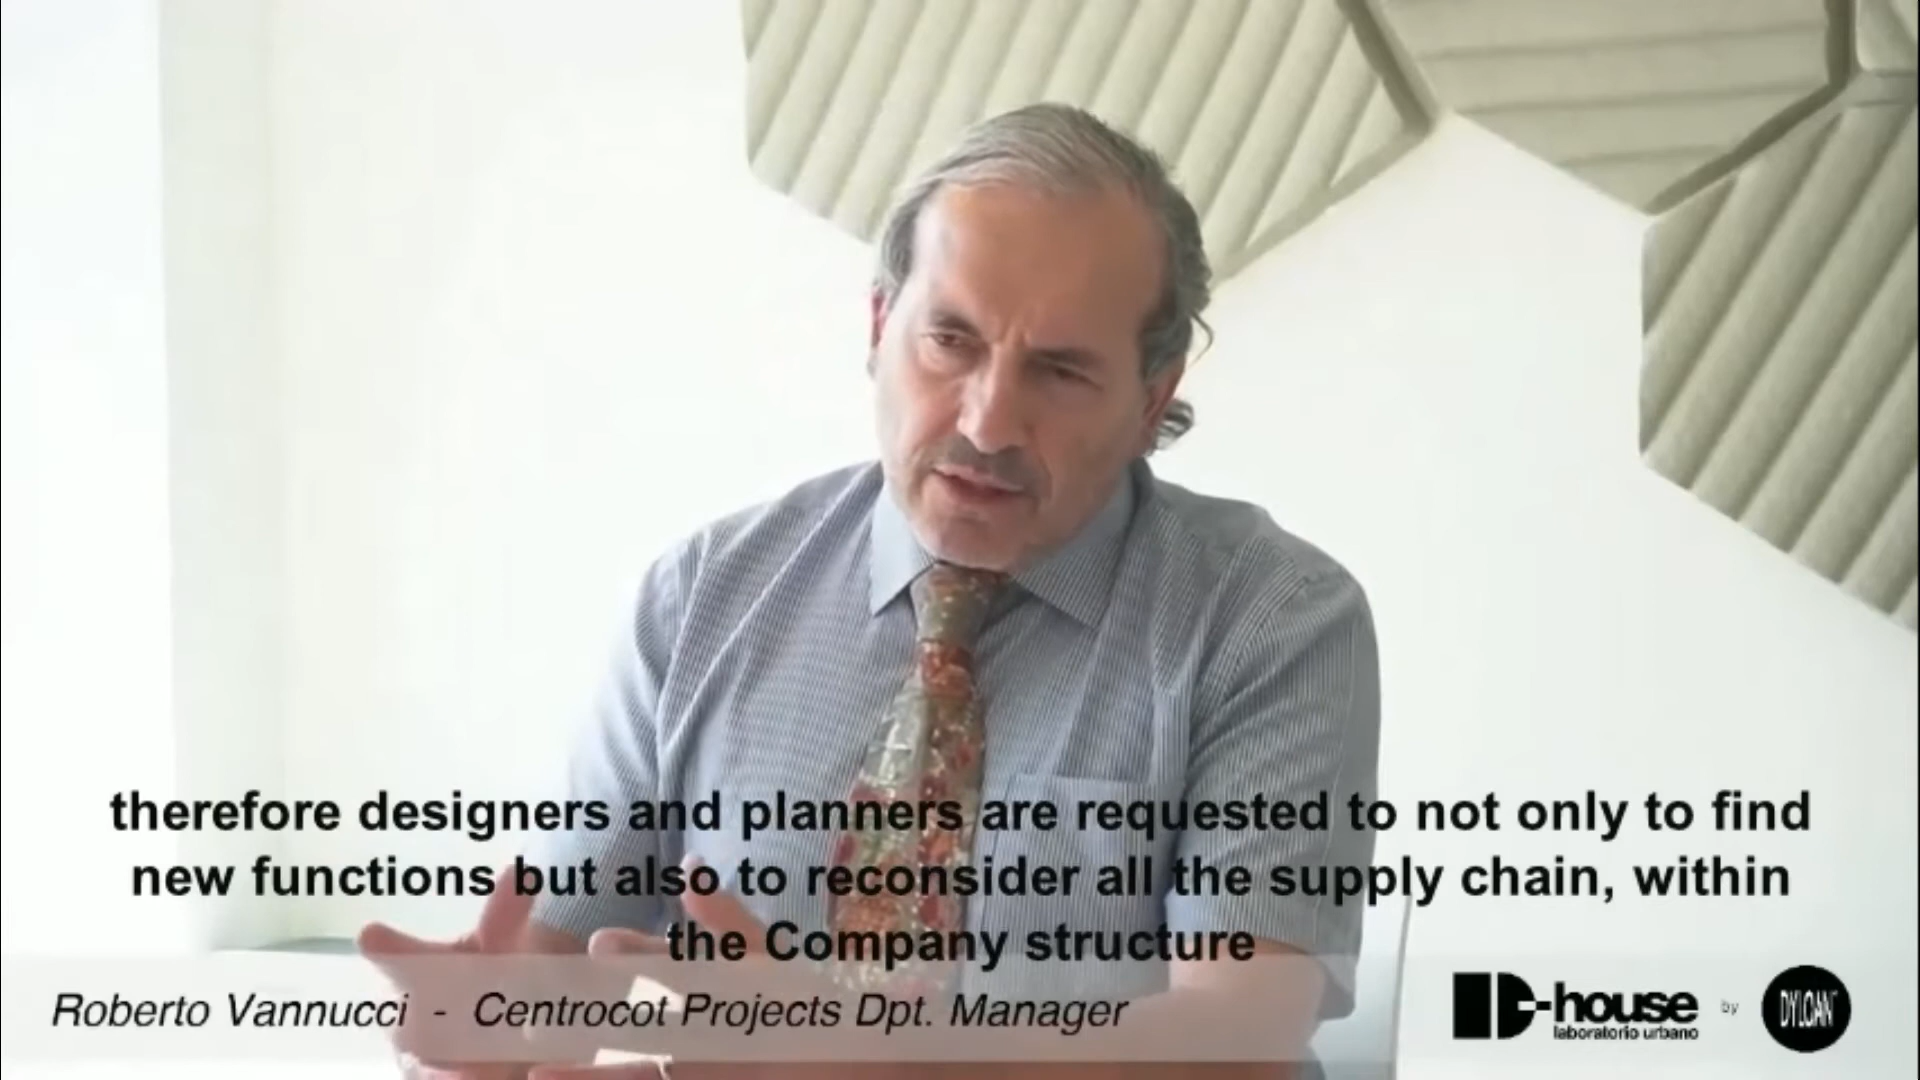 therefore designers and planners are requested to not only to find
new functions but also to reconsider all the supply chain, within
the Company structure
Roberto Vannucci - Centrocot Projects Dpt. Manager
D-house
laboratorio urbano
by
DYLOAN